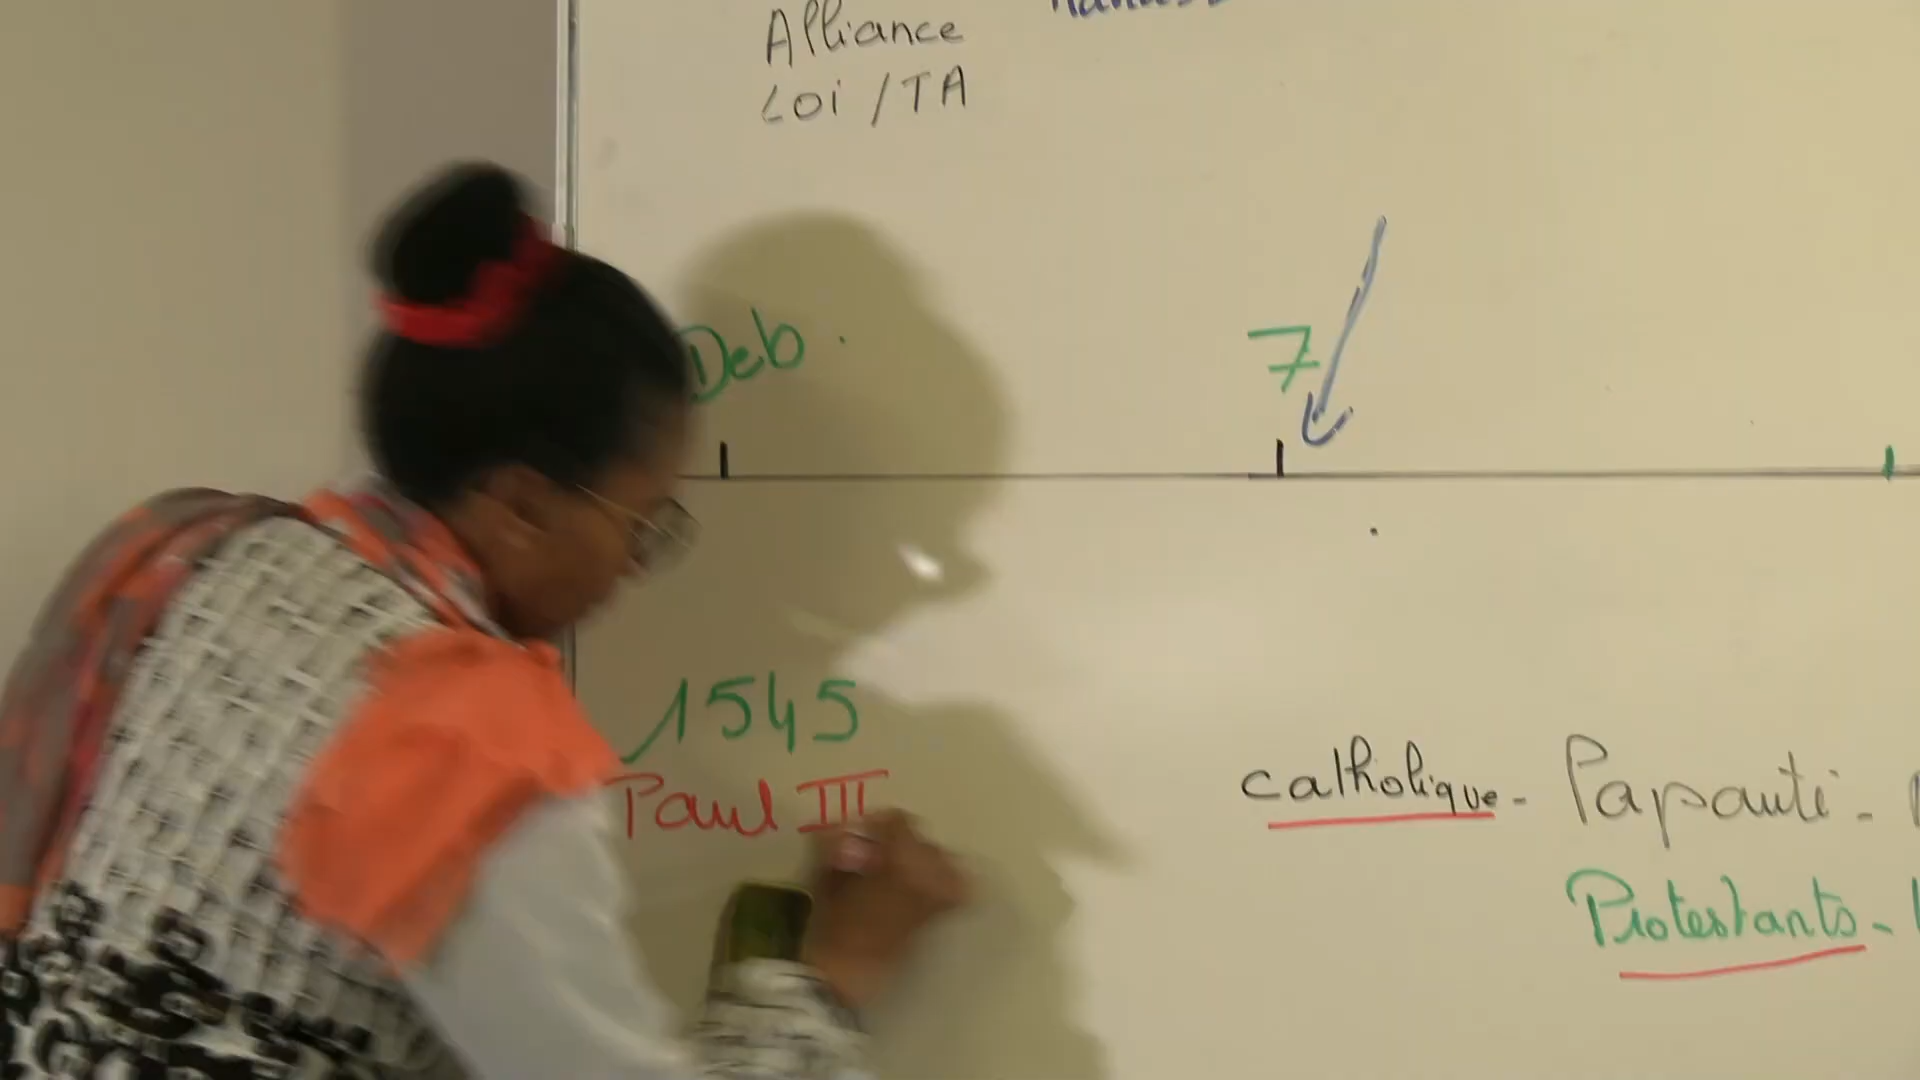 Alliance
Loi / TA
Deb.
7
1545
Paul III
catholique - Papauté -
Protestants -